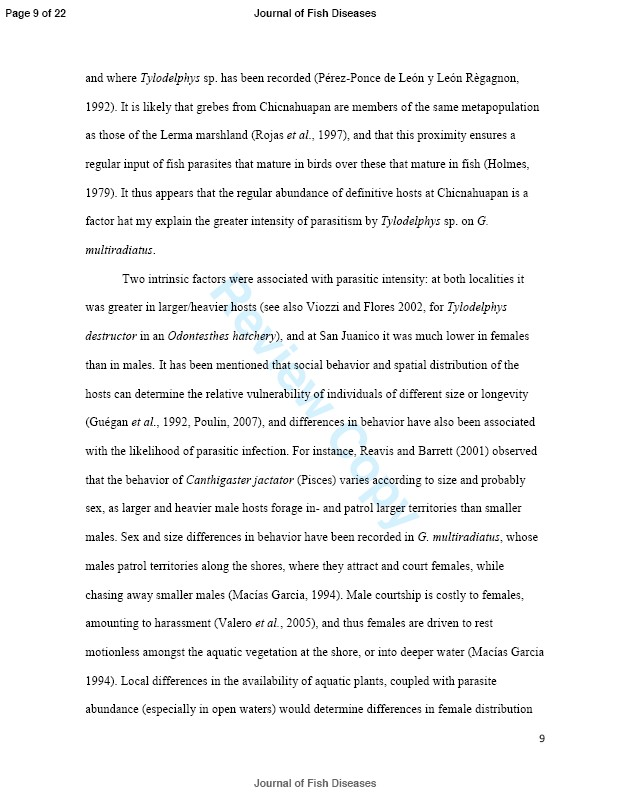 Page 9 of 22
Journal of Fish Diseases
and where Tylodelphys sp. has been recorded (Pérez-Ponce de León y León Règagnon,
1992). It is likely that grebes from Chicnahuapan are members of the same metapopulation
as those of the Lerma marshland (Rojas et al., 1997), and that this proximity ensures a
regular input of fish parasites that mature in birds over these that mature in fish (Holmes,
1979). It thus appears that the regular abundance of definitive hosts at Chicnahuapan is a
factor hat my explain the greater intensity of parasitism by Tylodelphys sp. on G.
multiradiatus.
Two intrinsic factors were associated with parasitic intensity: at both localities it
was greater in larger/heavier hosts (see also Viozzi and Flores 2002, for Tylodelphys
destructor in an Odontesthes hatchery), and at San Juanico it was much lower in females
than in males. It has been mentioned that social behavior and spatial distribution of the
hosts can determine the relative vulnerability of individuals of different size or longevity
(Guégan et al., 1992, Poulin, 2007), and differences in behavior have also been associated
with the likelihood of parasitic infection. For instance, Reavis and Barrett (2001) observed
that the behavior of Canthigaster jactator (Pisces) varies according to size and probably
sex, as larger and heavier male hosts forage in- and patrol larger territories than smaller
males. Sex and size differences in behavior have been recorded in G. multiradiatus, whose
males patrol territories along the shores, where they attract and court females, while
chasing away smaller males (Macías Garcia, 1994). Male courtship is costly to females,
amounting to harassment (Valero et al., 2005), and thus females are driven to rest
motionless amongst the aquatic vegetation at the shore, or into deeper water (Macías Garcia
1994). Local differences in the availability of aquatic plants, coupled with parasite
abundance (especially in open waters) would determine differences in female distribution
Review Copy
9
Journal of Fish Diseases